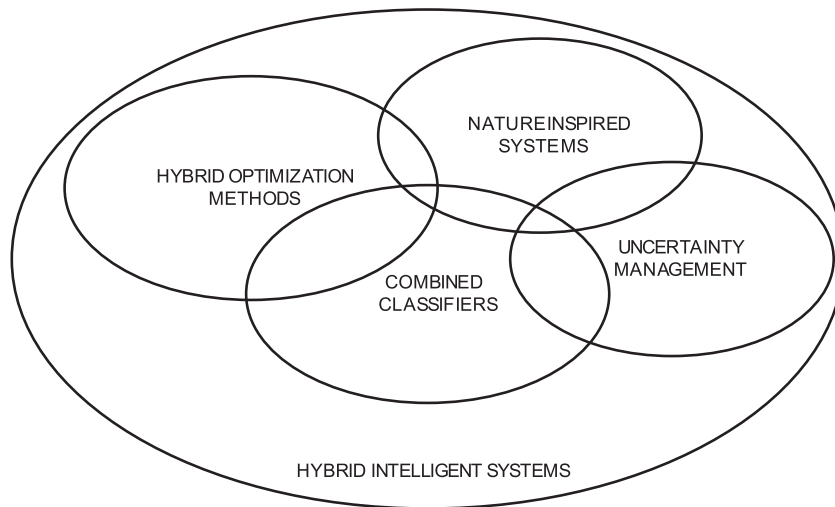 NATUREINSPIRED
SYSTEMS
HYBRID OPTIMIZATION
METHODS
UNCERTAINTY
MANAGEMENT
COMBINED
CLASSIFIERS
HYBRID INTELLIGENT SYSTEMS